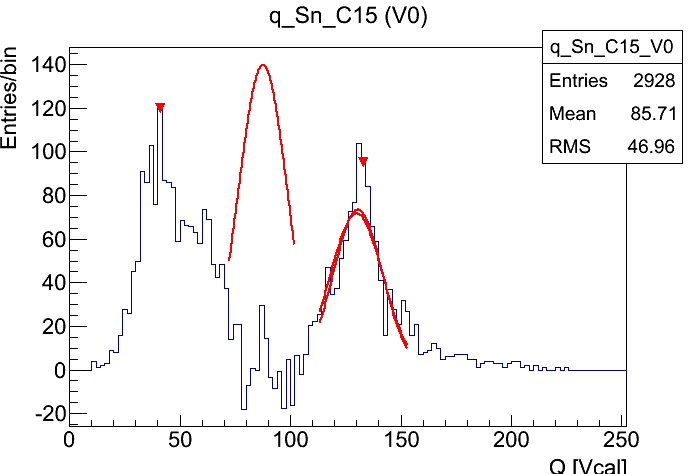 q_Sn_C15 (V0)
q_Sn_C15_V0
Entries 2928
Mean 85.71
RMS 46.96
Entries/bin
140
120
100
80
60
40
20
0
-20
0 50 100 150 200 250
Q [Vcal]